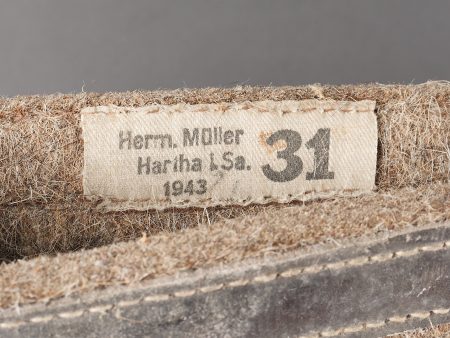 Herm. Müller
Hartha i. Sa.
1943
31